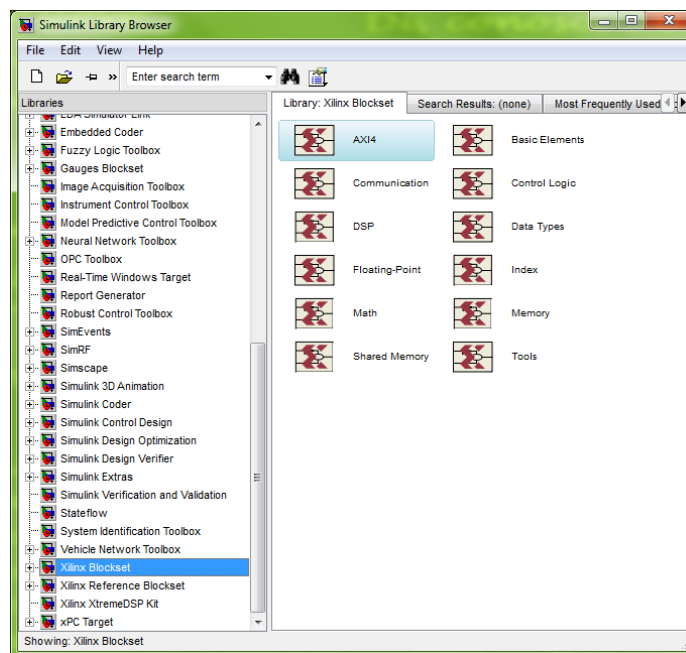 Simulink Library Browser
File Edit View Help
» Enter search term
Libraries
Library: Xilinx Blockset Search Results: (none) Most Frequently Used
EDA Simulator Link
Embedded Coder
Fuzzy Logic Toolbox
Gauges Blockset
Image Acquisition Toolbox
Instrument Control Toolbox
Model Predictive Control Toolbox
Neural Network Toolbox
OPC Toolbox
Real-Time Windows Target
Report Generator
Robust Control Toolbox
SimEvents
SimRF
Simscape
Simulink 3D Animation
Simulink Coder
Simulink Control Design
Simulink Design Optimization
Simulink Design Verifier
Simulink Extras
Simulink Verification and Validation
Stateflow
System Identification Toolbox
Vehicle Network Toolbox
Xilinx Blockset
Xilinx Reference Blockset
Xilinx XtremeDSP Kit
xPC Target
AXI4 Basic Elements
Communication Control Logic
DSP Data Types
Floating-Point Index
Math Memory
Shared Memory Tools
Showing: Xilinx Blockset